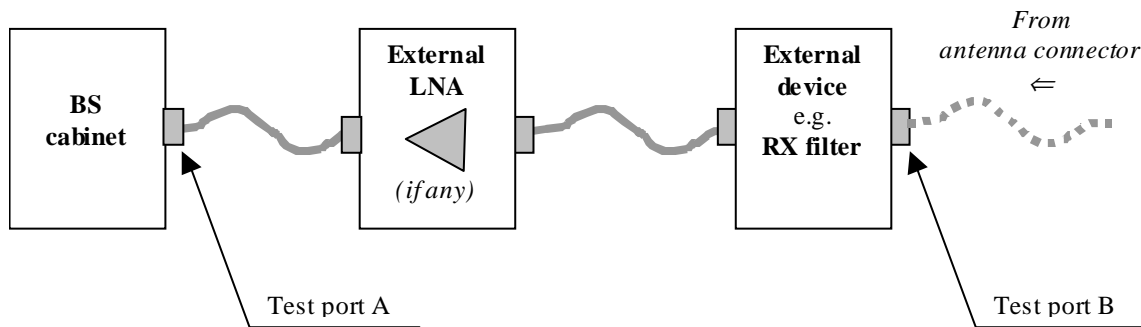 BS
cabinet
External
LNA
(if any)
External
device
e.g.
RX filter
From
antenna connector
⇐
Test port A
Test port B